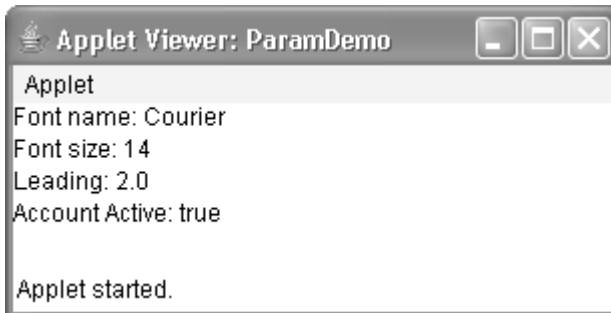 Applet Viewer: ParamDemo
Applet
Font name: Courier
Font size: 14
Leading: 2.0
Account Active: true
Applet started.